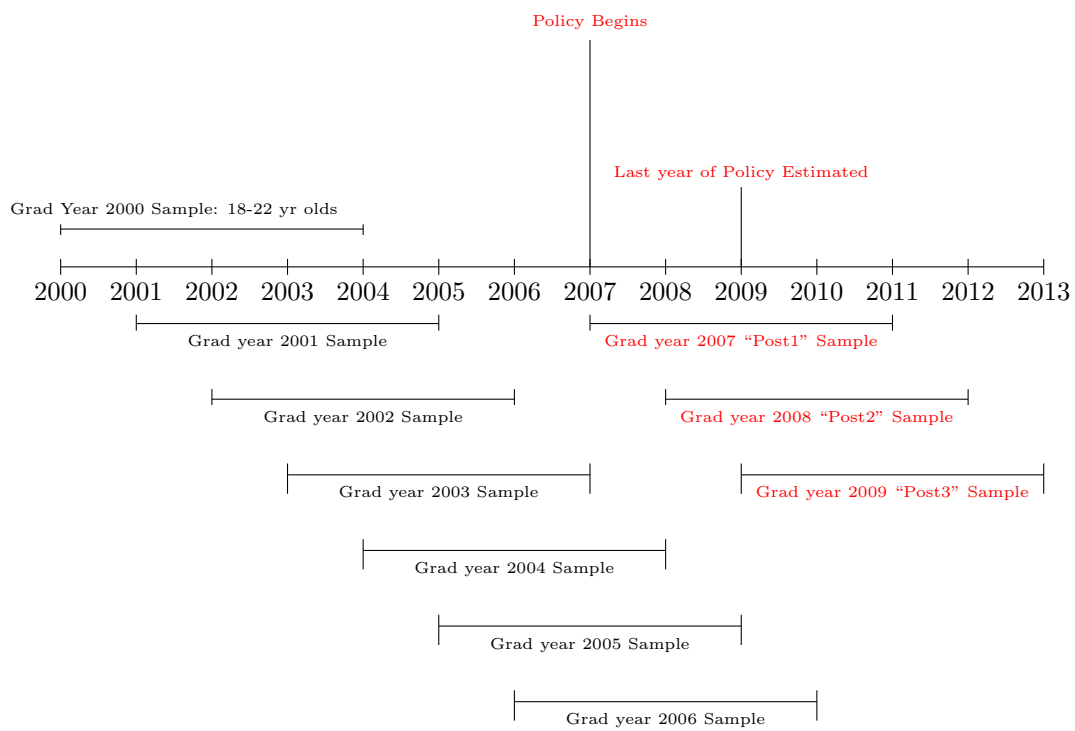 Policy Begins
Last year of Policy Estimated
Grad Year 2000 Sample: 18-22 yr olds
2000 2001 2002 2003 2004 2005 2006 2007 2008 2009 2010 2011 2012 2013
Grad year 2001 Sample
Grad year 2007 “Post1” Sample
Grad year 2002 Sample
Grad year 2008 “Post2” Sample
Grad year 2003 Sample
Grad year 2009 “Post3” Sample
Grad year 2004 Sample
Grad year 2005 Sample
Grad year 2006 Sample